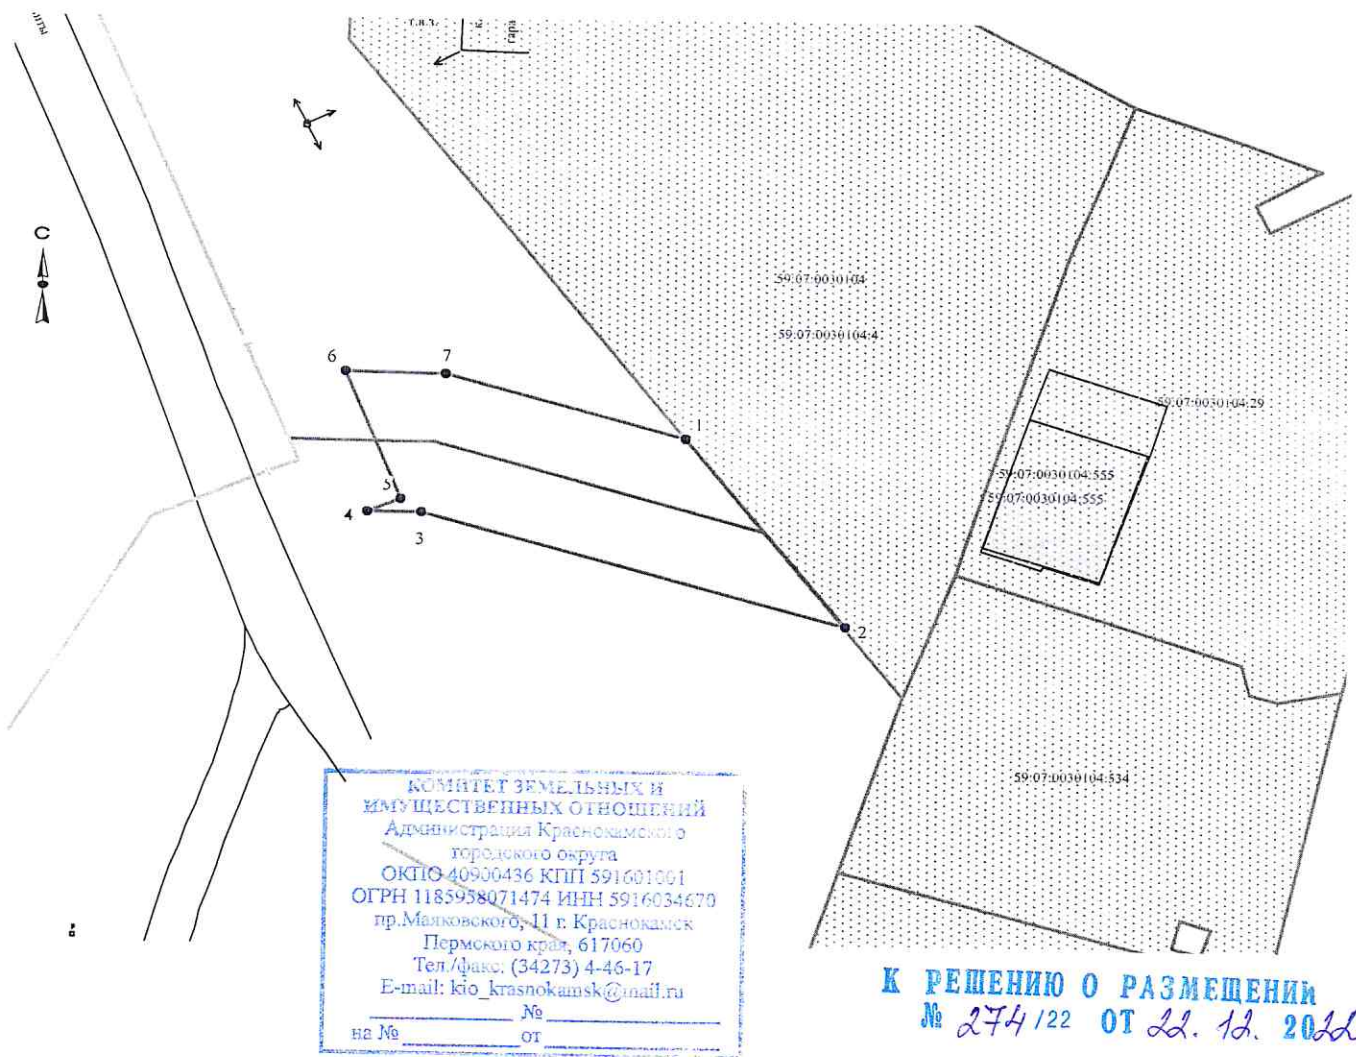 т.в.з.
к.
гара
С
59:07:0030104
59:07:0030104:4
6
7
59:07:0030104:29
1
59:07:0030104:555
5
59:07:0030104:555
4
3
2
59:07:0030104:534
КОМИТЕТ ЗЕМЕЛЬНЫХ И
ИМУЩЕСТВЕННЫХ ОТНОШЕНИЙ
Администрация Краснокамского
городского округа
ОКПО 40900436 КПП 591601001
ОГРН 1185958071474 ИНН 5916034670
пр.Маяковского, 11 г. Краснокамск
Пермского края, 617060
Тел./факс: (34273) 4-46-17
E-mail: kio_krasnokamsk@mail.ru
№
на № от
К РЕШЕНИЮ О РАЗМЕЩЕНИИ
№ 274/22 ОТ 22. 12. 2022